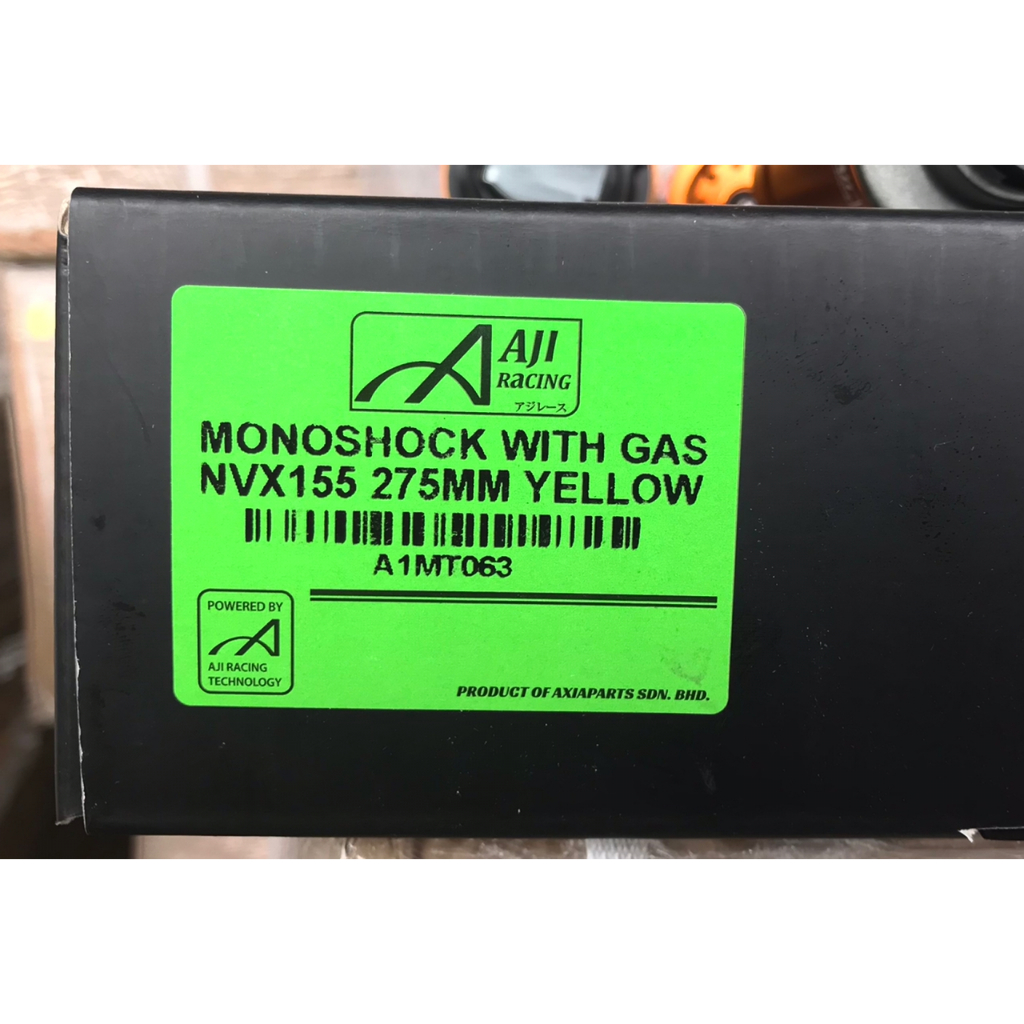 AJI
RACING
アジレース
MONOSHOCK WITH GAS
NVX155 275MM YELLOW
A1MT063
POWERED BY
AJI RACING
TECHNOLOGY
PRODUCT OF AXIAPARTS SDN. BHD.